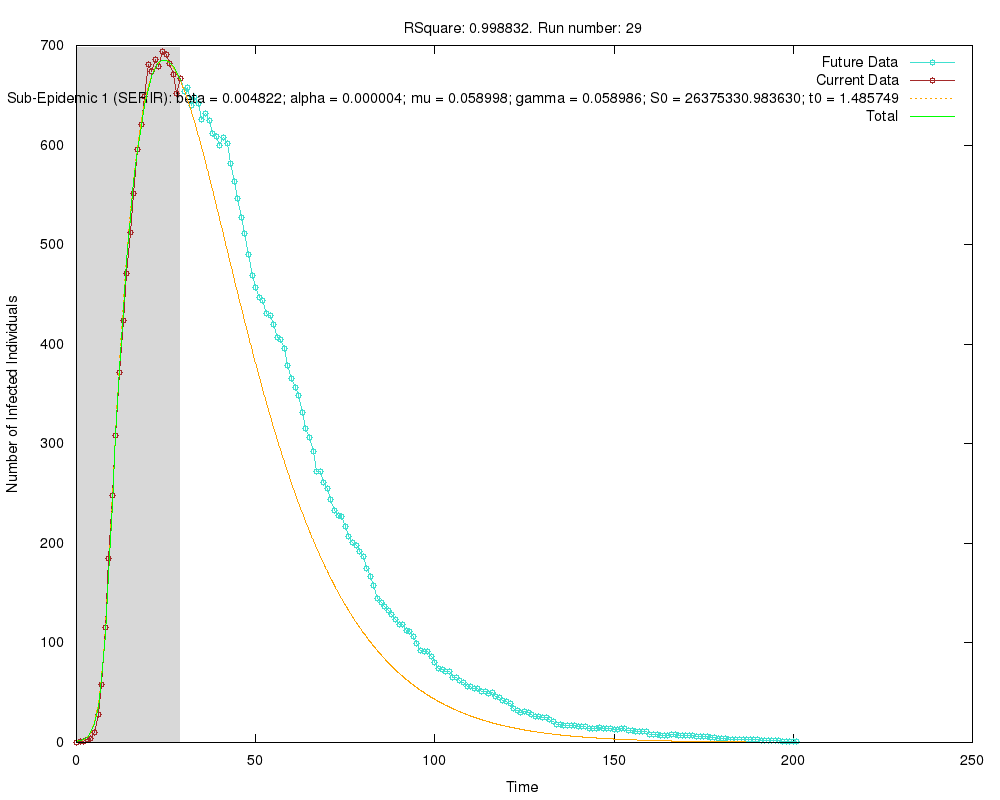 RSquare: 0.998832. Run number: 29
Future Data
Current Data
Sub-Epidemic 1 (SEFIR): beta = 0.004822; alpha = 0.000004; mu = 0.058998; gamma = 0.058986; S0 = 26375330.983630; t0 = 1.485749
Total
Number of Infected Individuals
700
600
500
400
300
200
100
0
0 50 100 150 200 250
Time